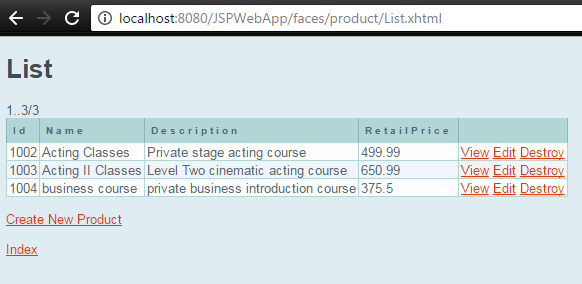 localhost:8080/JSPWebApp/faces/product/List.xhtml
List
1..3/3
Id Name Description RetailPrice
1002 Acting Classes Private stage acting course 499.99 View Edit Destroy
1003 Acting II Classes Level Two cinematic acting course 650.99 View Edit Destroy
1004 business course private business introduction course 375.5 View Edit Destroy
Create New Product
Index